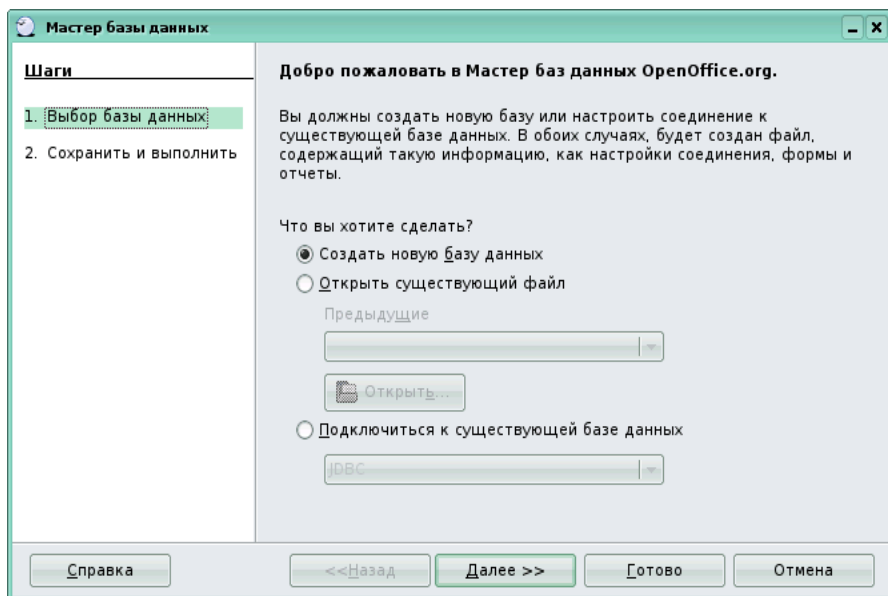 Мастер базы данных
Шаги
1. Выбор базы данных
2. Сохранить и выполнить
Добро пожаловать в Мастер баз данных OpenOffice.org.
Вы должны создать новую базу или настроить соединение к
существующей базе данных. В обоих случаях, будет создан файл,
содержащий такую информацию, как настройки соединения, формы и
отчеты.
Что вы хотите сделать?
Создать новую базу данных
Открыть существующий файл
Предыдущие
Открыть...
Подключиться к существующей базе данных
JDBC
Справка
<<Назад
Далее >>
Готово
Отмена